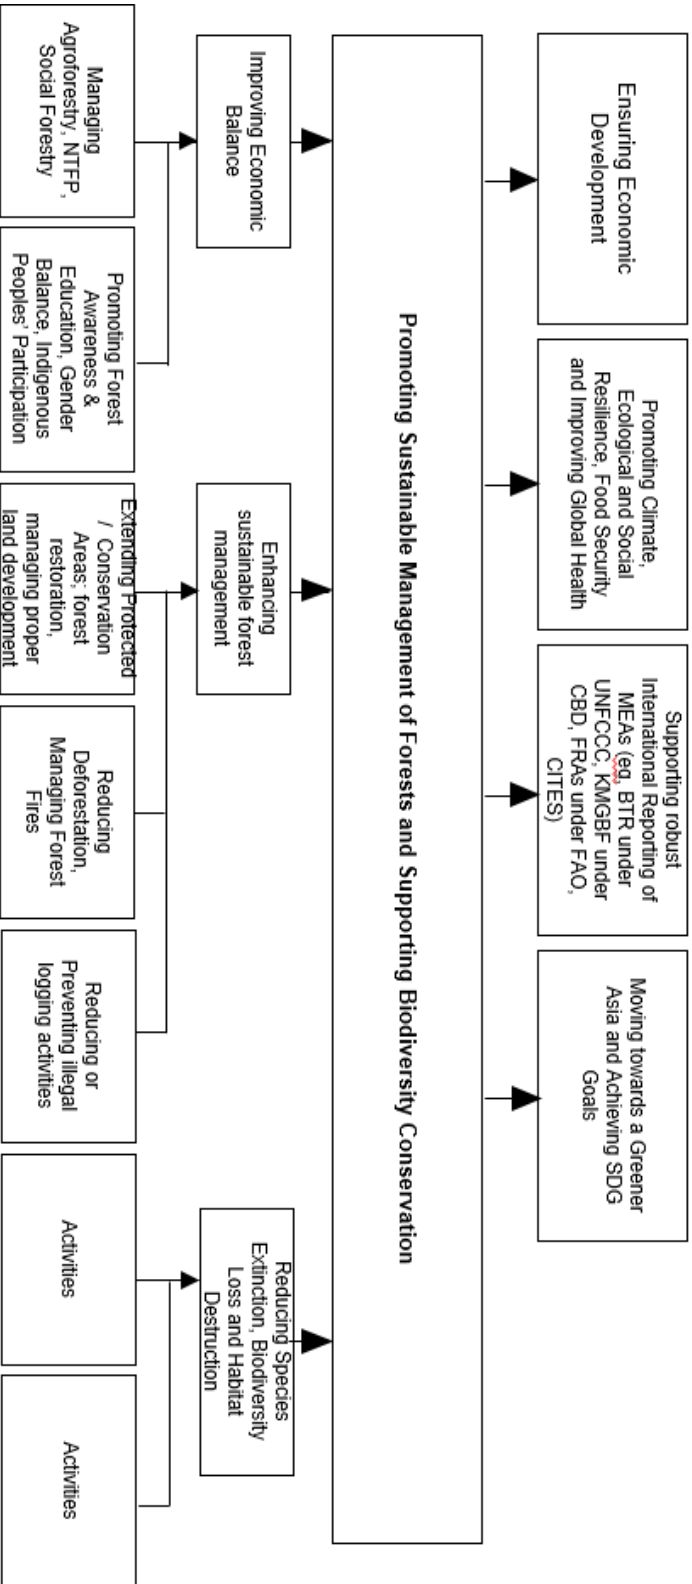 Ensuring Economic
Development
Promoting Climate,
Ecological and Social
Resilience, Food Security
and Improving Global Health
Supporting robust
International Reporting of
MEAs (eg. BTR under
UNFCCC, KMGBF under
CBD, FRAs under FAO,
CITES)
Moving towards a Greener
Asia and Achieving SDG
Goals
Promoting Sustainable Management of Forests and Supporting Biodiversity Conservation
Improving Economic
Balance
Enhancing
sustainable forest
management
Reducing Species
Extinction, Biodiversity
Loss and Habitat
Destruction
Managing
Agroforestry, NTFP,
Social Forestry
Promoting Forest
Awareness &
Education, Gender
Balance, Indigenous
Peoples' Participation
Extending Protected
/ Conservation
Areas; forest
restoration,
managing proper
land development
Reducing
Deforestation,
Managing Forest
Fires
Reducing or
Preventing illegal
logging activities
Activities
Activities